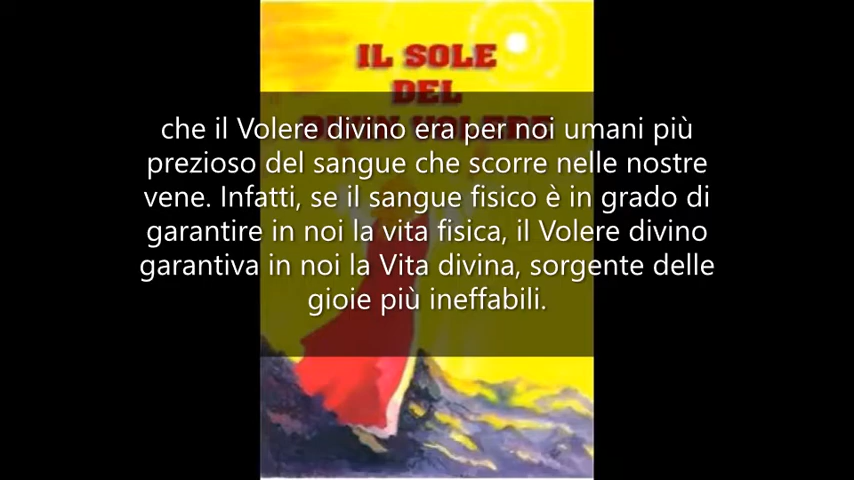 IL SOLE
DEL
DIVIN VOLERE
che il Volere divino era per noi umani più
prezioso del sangue che scorre nelle nostre
vene. Infatti, se il sangue fisico è in grado di
garantire in noi la vita fisica, il Volere divino
garantiva in noi la Vita divina, sorgente delle
gioie più ineffabili.